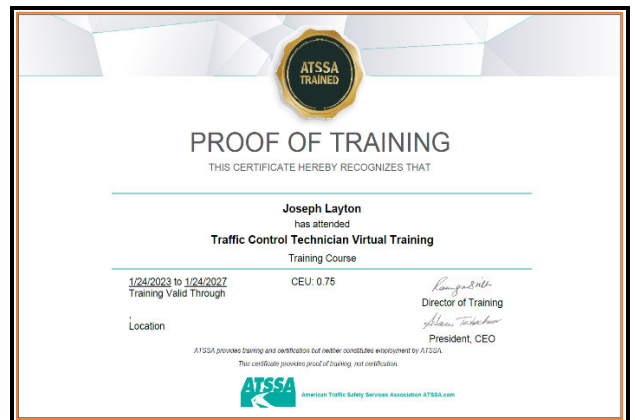 ATSSA
TRAINED
PROOF OF TRAINING
THIS CERTIFICATE HEREBY RECOGNIZES THAT
Joseph Layton
has attended
Traffic Control Technician Virtual Training
Training Course
1/24/2023 to 1/24/2027
Training Valid Through
CEU: 0.75
Director of Training
,
Location
President, CEO
ATSSA provides training and certification but neither constitutes employment by ATSSA.
This certificate provides proof of training, not certification.
ATSSA
American Traffic Safety Services Association ATSSA.com